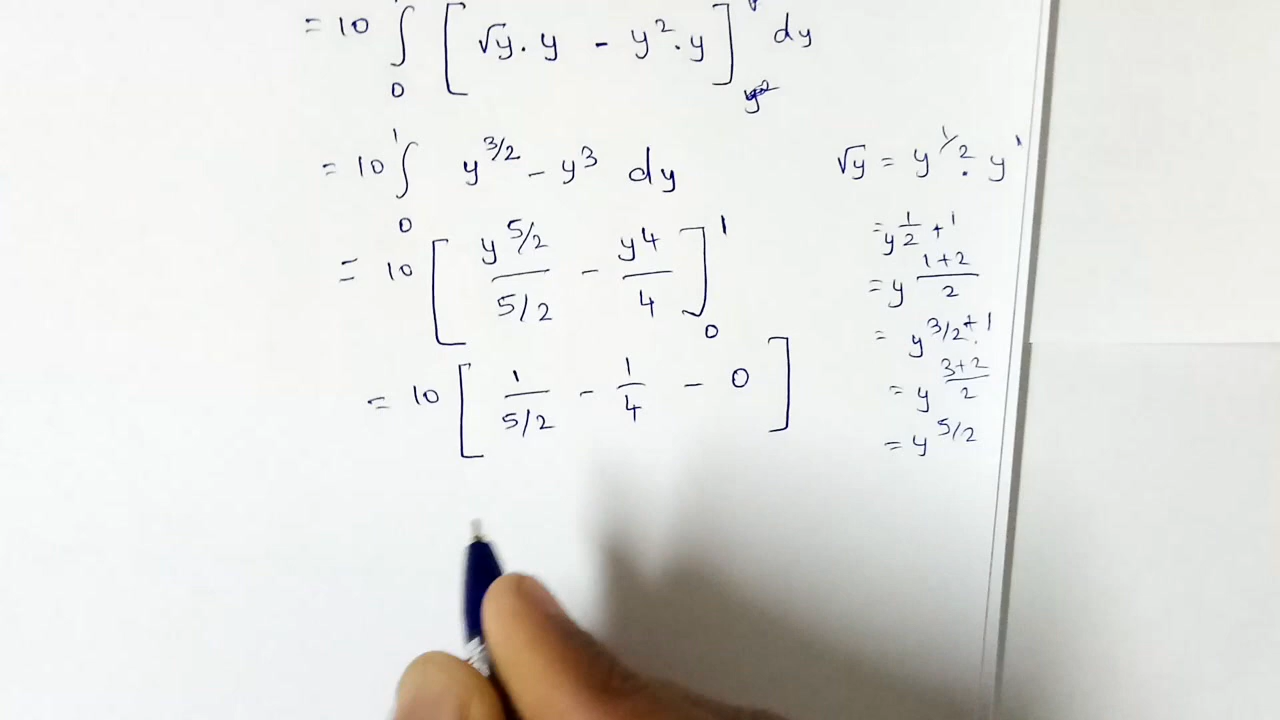 = 10 ∫₀ [√y · y - y² · y] dy
= 10 ∫₀¹ y^3/2 - y³ dy
= 10 [ y^5/2 / 5/2 - y⁴ / 4 ]₀¹
= 10 [ 1 / 5/2 - 1/4 - 0 ]
√y = y^1/2 · y¹
= y^1/2 + 1
= y^(1+2)/2
= y^3/2+1
= y^(3+2)/2
= y^5/2